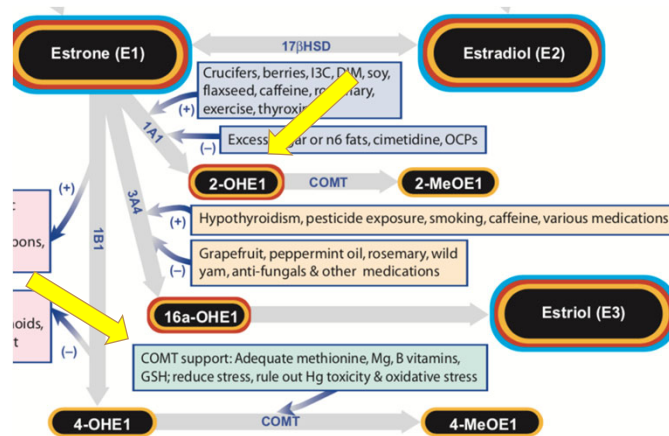 Estrone (E1)
17βHSD
Estradiol (E2)
Crucifers, berries, I3C, DIM, soy,
flaxseed, caffeine,
exercise,
(+)
1A1
Excess or n6 fats, cimetidine, OCPs
(–)
2-OHE1
COMT
2-MeOE1
3A4
(+)
Hypothyroidism, pesticide exposure, smoking, caffeine, various medications
(+)
1B1
Grapefruit, peppermint oil, rosemary, wild
yam, anti-fungals & other medications
(–)
16a-OHE1
Estriol (E3)
(–)
COMT support: Adequate methionine, Mg, B vitamins,
GSH; reduce stress, rule out Hg toxicity & oxidative stress
4-OHE1
COMT
4-MeOE1